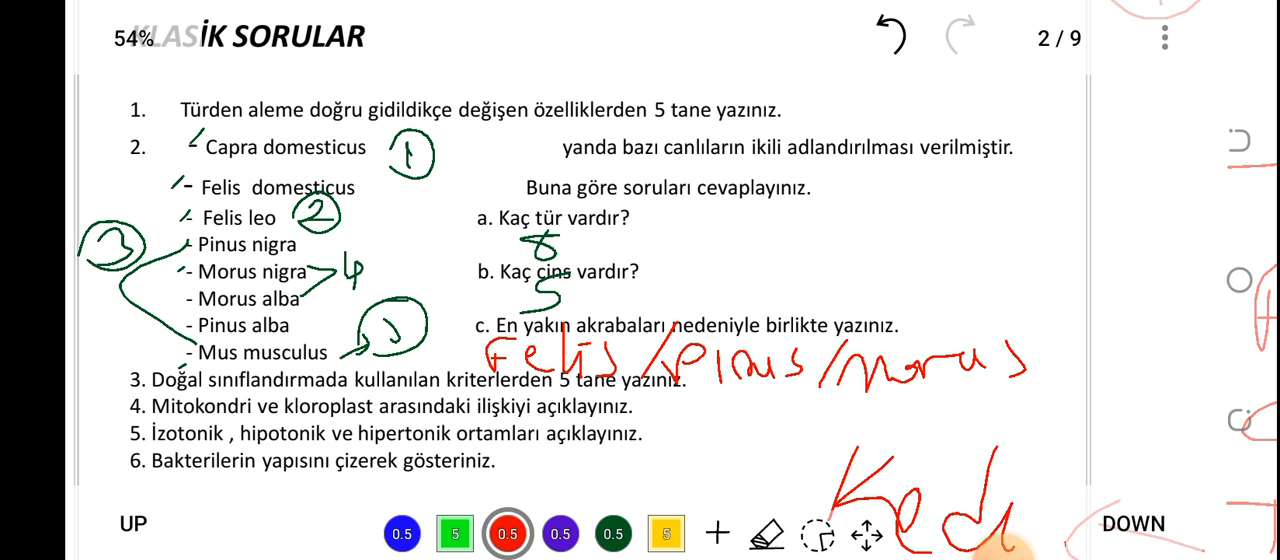 54% KLASİK SORULAR 2 / 9
1. Türden aleme doğru gidildikçe değişen özelliklerden 5 tane yazınız.
2. - Capra domesticus 1 yanda bazı canlıların ikili adlandırılması verilmiştir.
- Felis domesticus Buna göre soruları cevaplayınız.
- Felis leo 2 a. Kaç tür vardır?
3 - Pinus nigra 8
- Morus nigra 4 b. Kaç cins vardır?
- Morus alba 5
- Pinus alba c. En yakın akrabaları nedeniyle birlikte yazınız.
- Mus musculus Felis / Pinus / Morus
3. Doğal sınıflandırmada kullanılan kriterlerden 5 tane yazınız.
4. Mitokondri ve kloroplast arasındaki ilişkiyi açıklayınız.
5. İzotonik , hipotonik ve hipertonik ortamları açıklayınız.
6. Bakterilerin yapısını çizerek gösteriniz.
Kedi
UP 0.5 5 0.5 0.5 0.5 5 DOWN